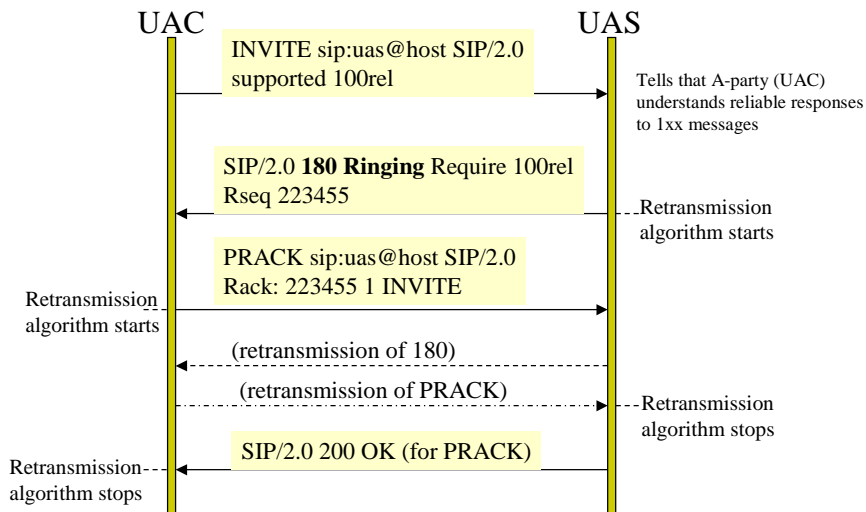 UAC
UAS
INVITE sip:uas@host SIP/2.0
supported 100rel
Tells that A-party (UAC)
understands reliable responses
to 1xx messages
SIP/2.0 180 Ringing Require 100rel
Rseq 223455
Retransmission
algorithm starts
PRACK sip:uas@host SIP/2.0
Rack: 223455 1 INVITE
Retransmission
algorithm starts
(retransmission of 180)
(retransmission of PRACK)
Retransmission
algorithm stops
SIP/2.0 200 OK (for PRACK)
Retransmission
algorithm stops